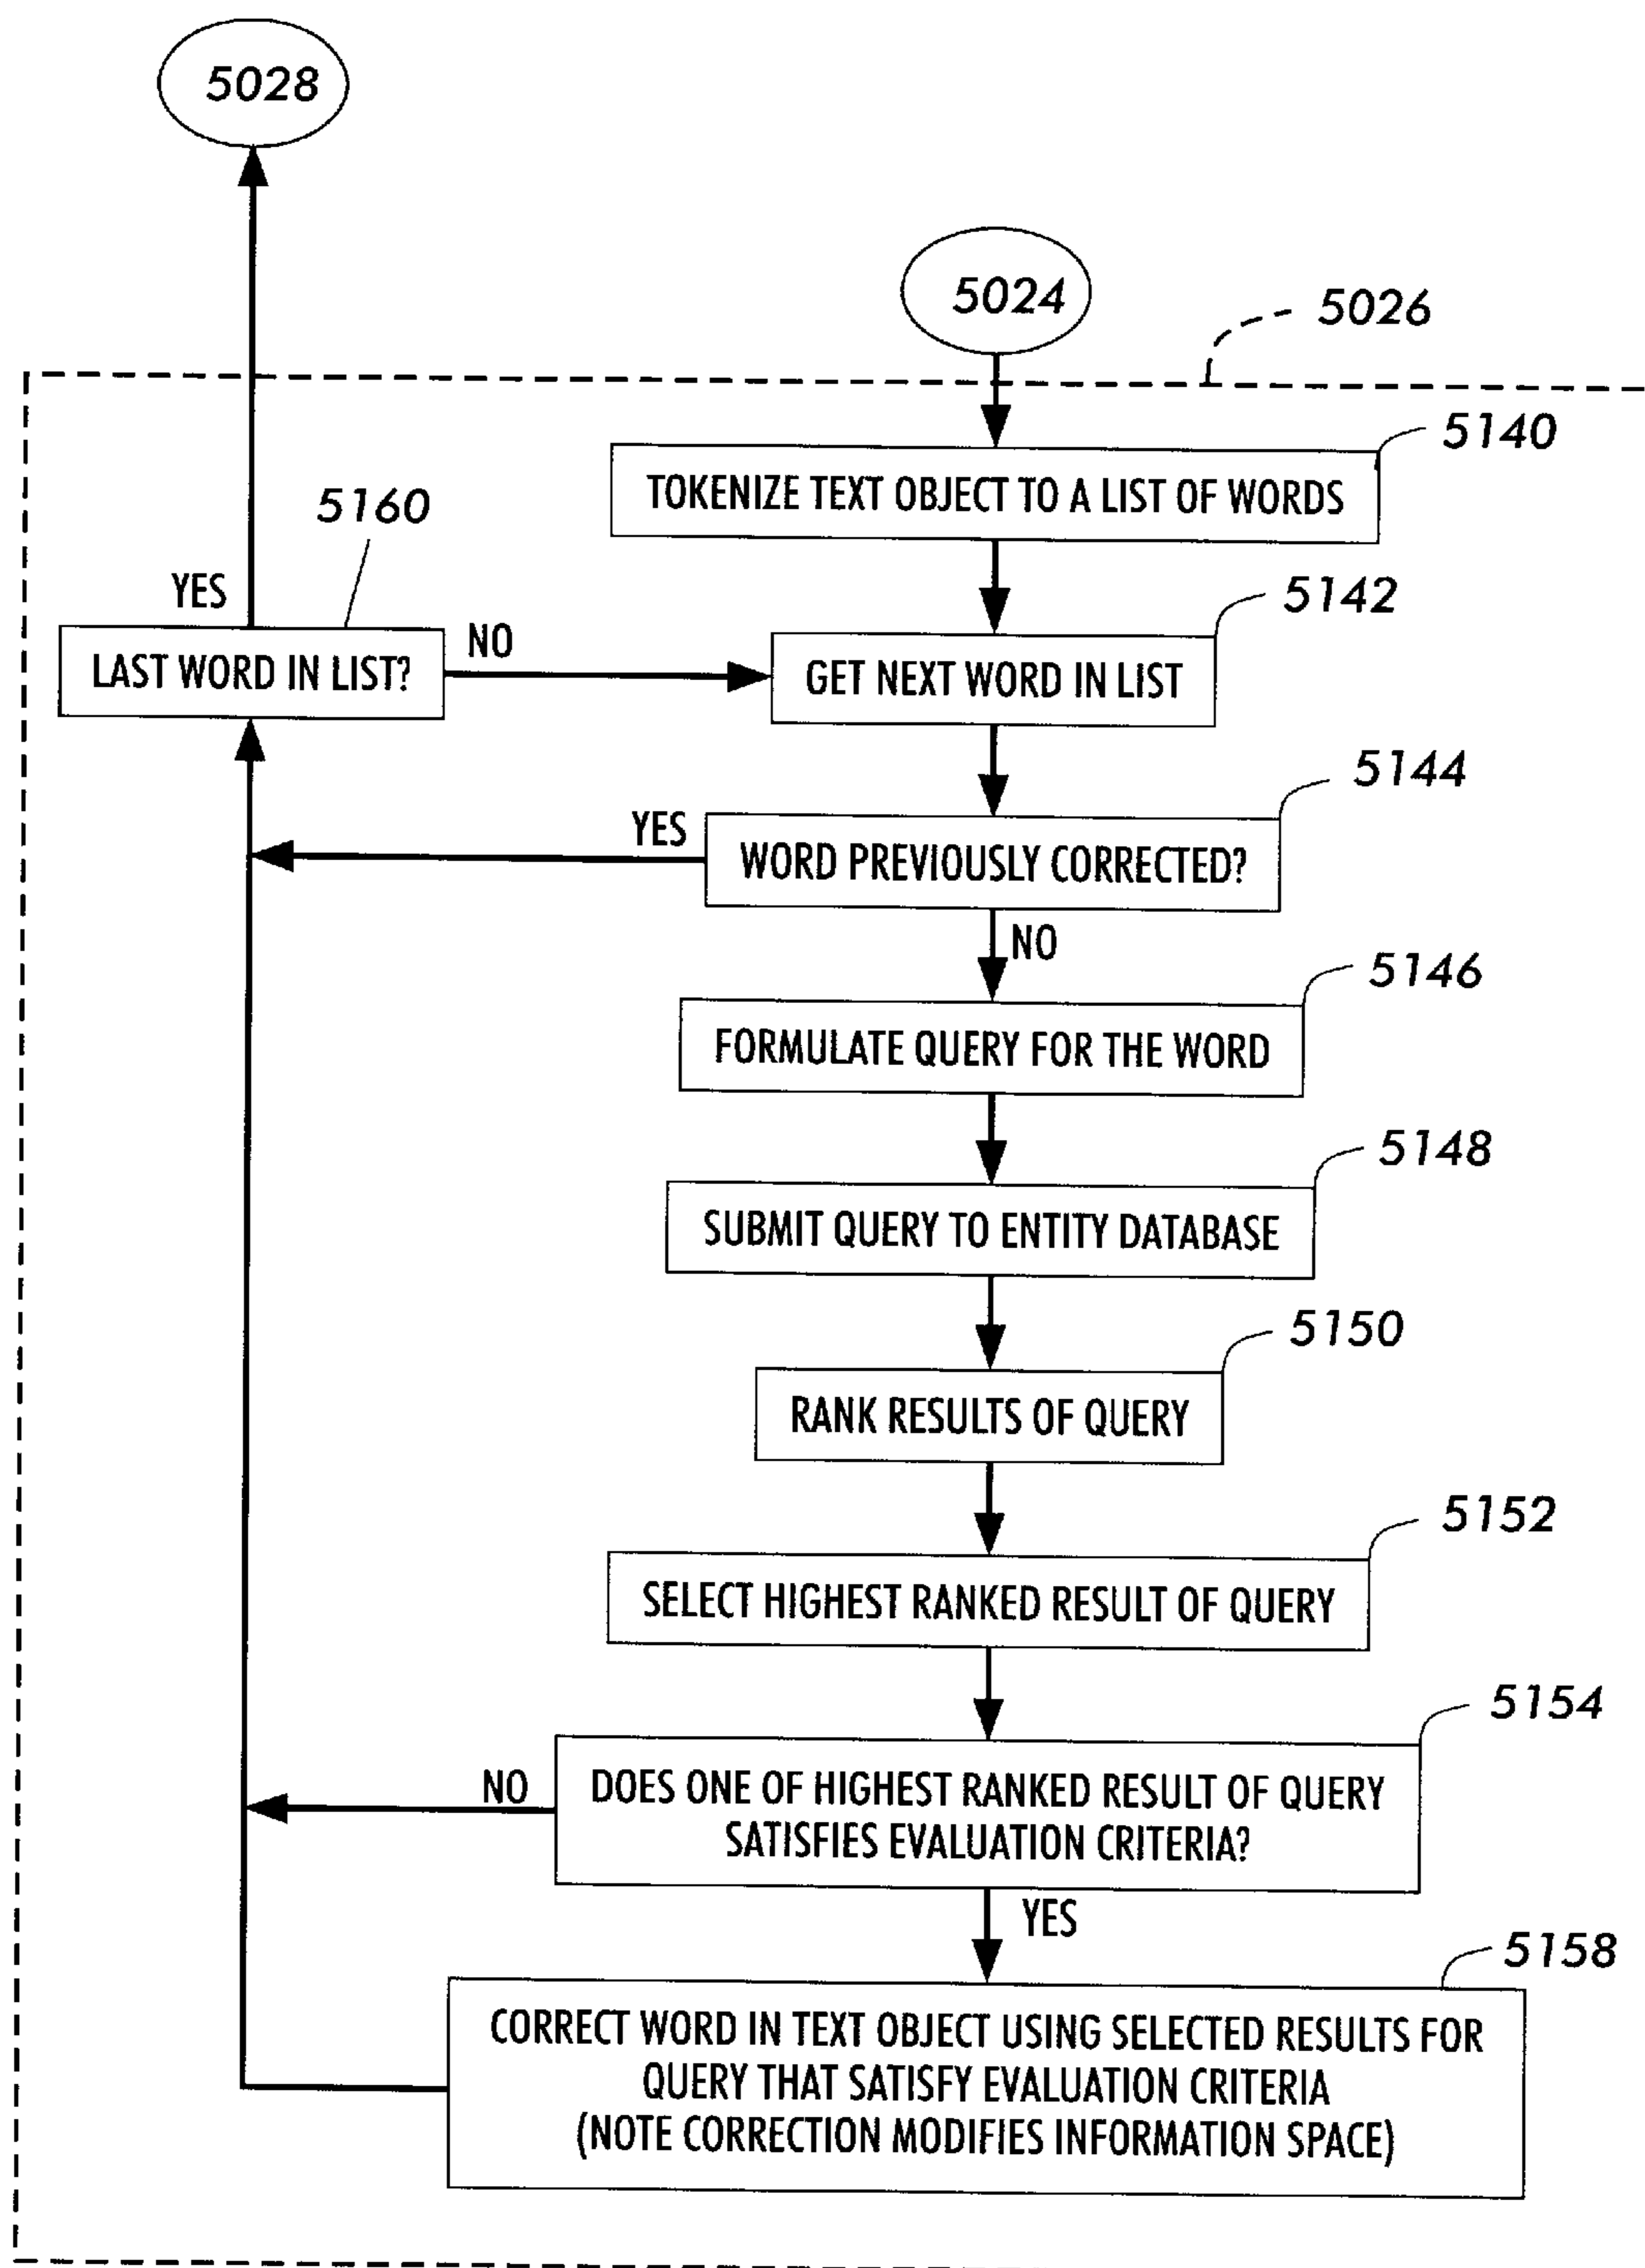 5028
5024
5026
5140
TOKENIZE TEXT OBJECT TO A LIST OF WORDS
5160
5142
YES
LAST WORD IN LIST?
NO
GET NEXT WORD IN LIST
5144
YES
WORD PREVIOUSLY CORRECTED?
NO
5146
FORMULATE QUERY FOR THE WORD
5148
SUBMIT QUERY TO ENTITY DATABASE
5150
RANK RESULTS OF QUERY
5152
SELECT HIGHEST RANKED RESULT OF QUERY
5154
NO
DOES ONE OF HIGHEST RANKED RESULT OF QUERY
SATISFIES EVALUATION CRITERIA?
YES
5158
CORRECT WORD IN TEXT OBJECT USING SELECTED RESULTS FOR
QUERY THAT SATISFY EVALUATION CRITERIA
(NOTE CORRECTION MODIFIES INFORMATION SPACE)